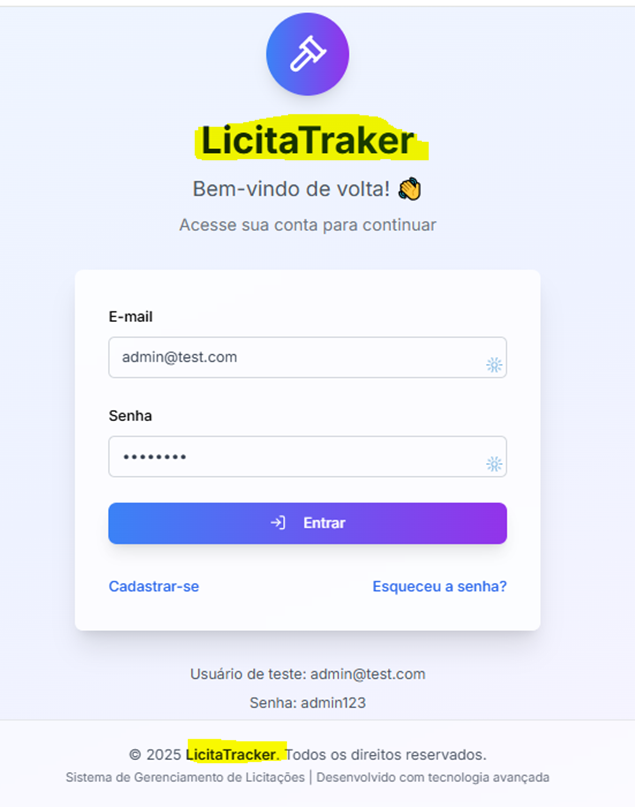 LicitaTraker
Bem-vindo de volta! 👋
Acesse sua conta para continuar
E-mail
admin@test.com
Senha
••••••••
Entrar
Cadastrar-se Esqueceu a senha?
Usuário de teste: admin@test.com
Senha: admin123
© 2025 LicitaTracker. Todos os direitos reservados.
Sistema de Gerenciamento de Licitações | Desenvolvido com tecnologia avançada